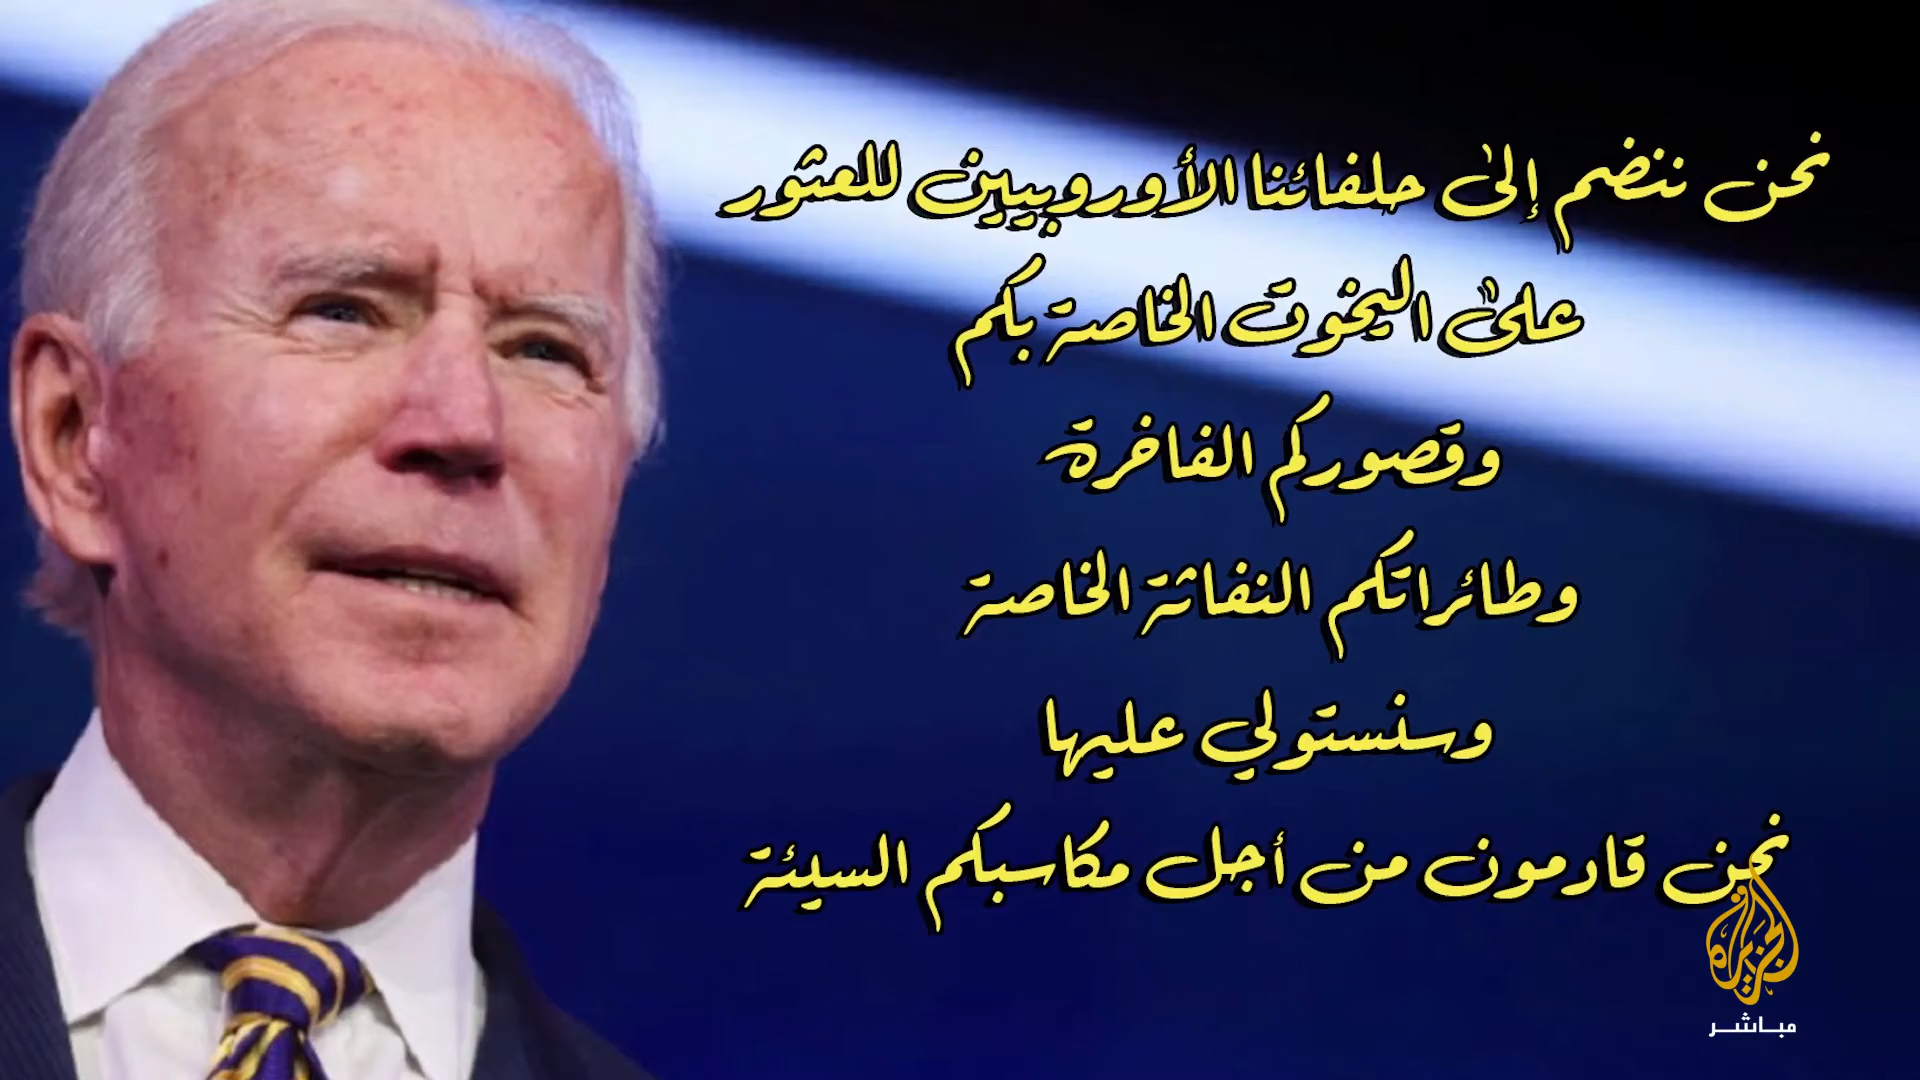 نحن ننضم إلى حلفائنا الأوروبيين للعثور
على اليخوت الخاصة بكم
وقصوركم الفاخرة
وطائراتكم النفاثة الخاصة
وسنستولي عليها
نحن قادمون من أجل مكاسبكم السيئة
الجزيرة
مباشر